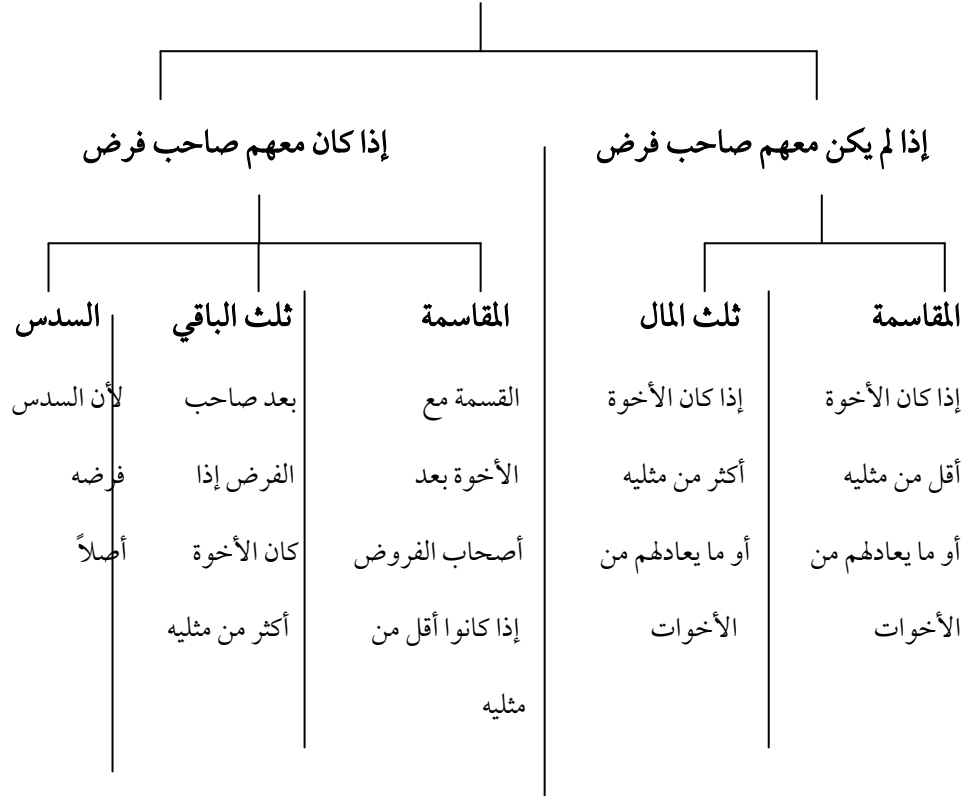 إذا لم يكن معهم صاحب فرض
إذا كان معهم صاحب فرض
المقاسمة
إذا كان الأخوة
أقل من مثليه
أو ما يعادلهم من
الأخوات
ثلث المال
إذا كان الأخوة
أكثر من مثليه
أو ما يعادلهم من
الأخوات
المقاسمة
القسمة مع
الأخوة بعد
أصحاب الفروض
إذا كانوا أقل من
مثليه
ثلث الباقي
بعد صاحب
الفرض إذا
كان الأخوة
أكثر من مثليه
السدس
لأن السدس
فرضه
أصلاً